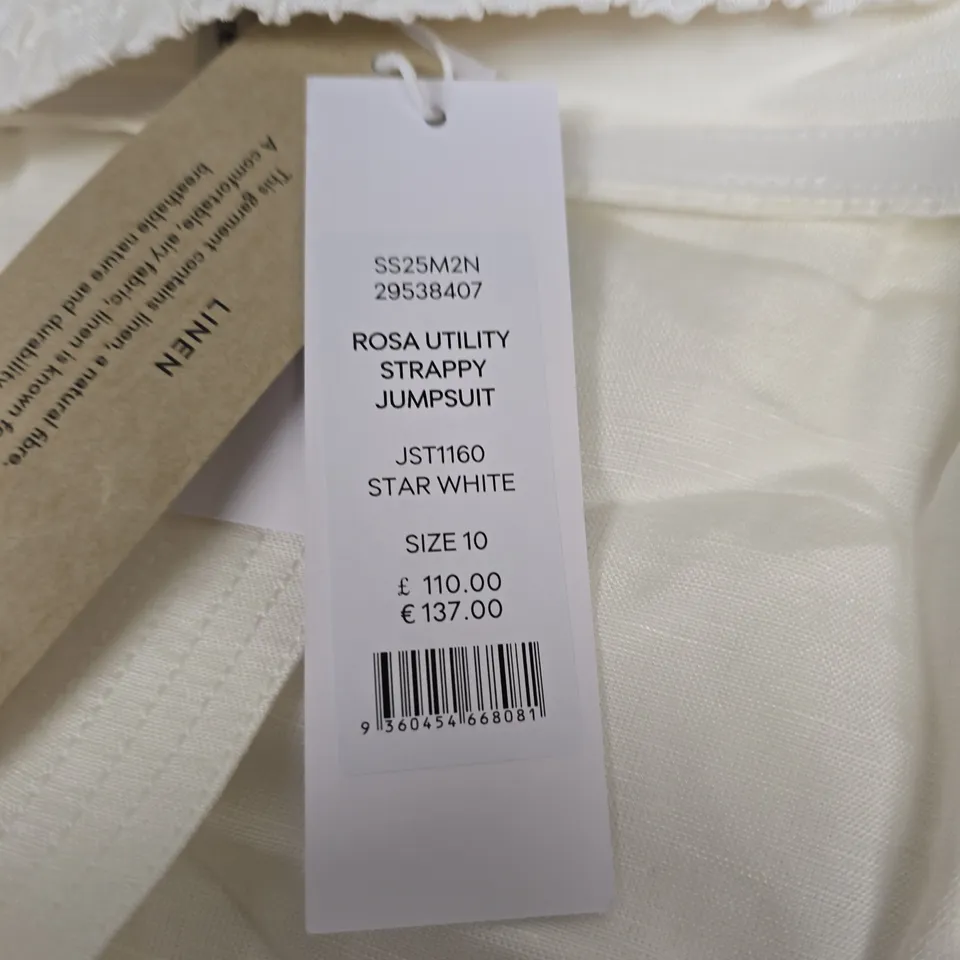 SS25M2N
29538407
ROSA UTILITY
STRAPPY
JUMPSUIT
JST1160
STAR WHITE
SIZE 10
£ 110.00
€ 137.00
9 360454 668081
LINEN
This garment contains linen, a natural fibre.
A comfortable, airy fabric, linen is known
breathable nature and durability